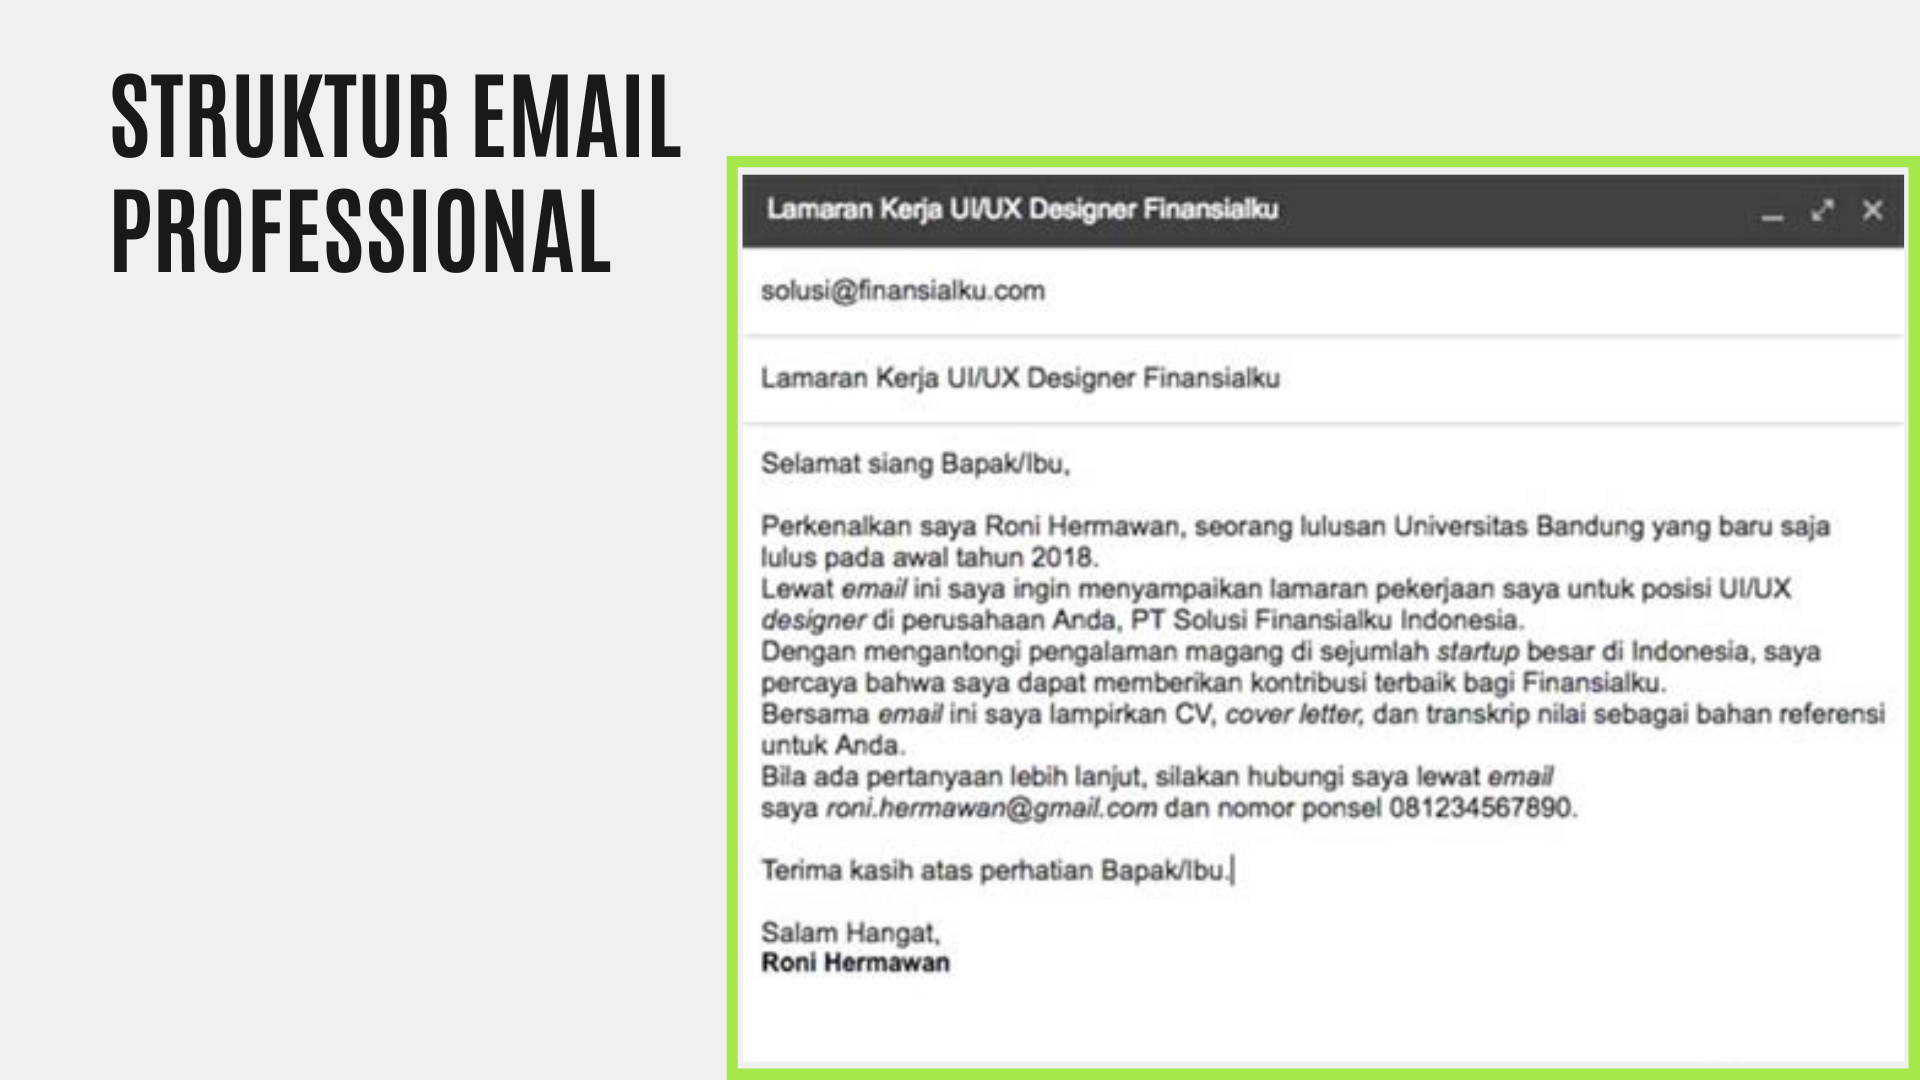 STRUKTUR EMAIL
PROFESSIONAL
Lamaran Kerja UI/UX Designer Finansialku
solusi@finansialku.com
Lamaran Kerja UI/UX Designer Finansialku
Selamat siang Bapak/Ibu,
Perkenalkan saya Roni Hermawan, seorang lulusan Universitas Bandung yang baru saja
lulus pada awal tahun 2018.
Lewat email ini saya ingin menyampaikan lamaran pekerjaan saya untuk posisi UI/UX
designer di perusahaan Anda, PT Solusi Finansialku Indonesia.
Dengan mengantongi pengalaman magang di sejumlah startup besar di Indonesia, saya
percaya bahwa saya dapat memberikan kontribusi terbaik bagi Finansialku.
Bersama email ini saya lampirkan CV, cover letter, dan transkrip nilai sebagai bahan referensi
untuk Anda.
Bila ada pertanyaan lebih lanjut, silakan hubungi saya lewat email
saya roni.hermawan@gmail.com dan nomor ponsel 081234567890.
Terima kasih atas perhatian Bapak/Ibu.
Salam Hangat,
Roni Hermawan